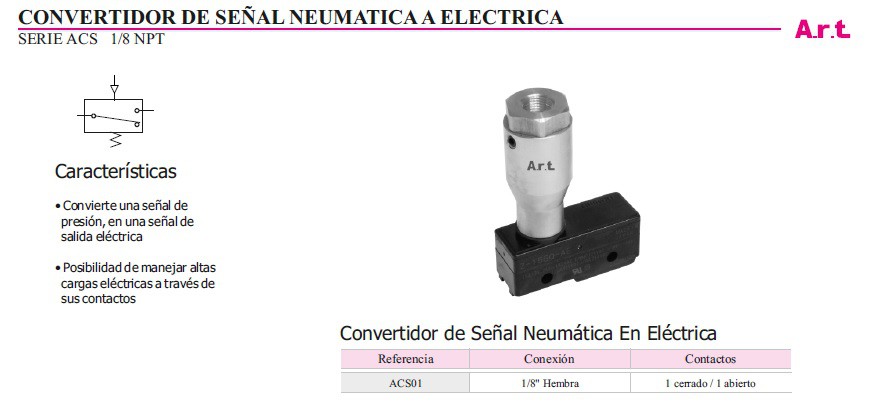 CONVERTIDOR DE SEÑAL NEUMATICA A ELECTRICA
SERIE ACS 1/8 NPT
A.r.t.
Características
• Convierte una señal de
presión, en una señal de
salida eléctrica
• Posibilidad de manejar altas
cargas eléctricas a través de
sus contactos
A.r.t.
Convertidor de Señal Neumática En Eléctrica
Referencia Conexión Contactos
ACS01 1/8" Hembra 1 cerrado / 1 abierto